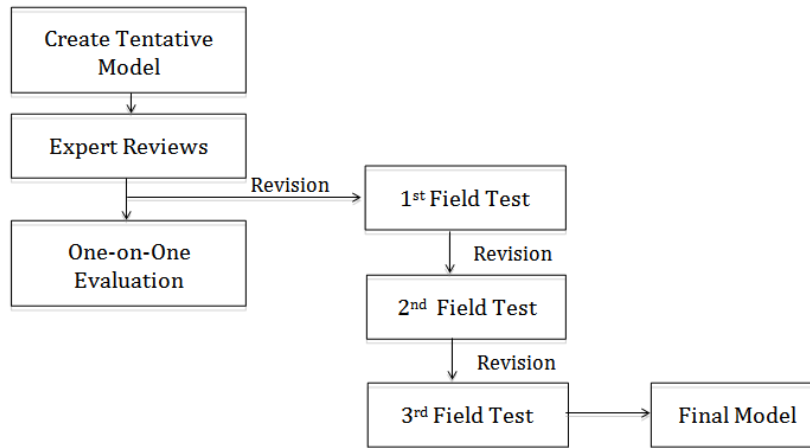 Create Tentative
Model
Expert Reviews
Revision
1st Field Test
One-on-One
Evaluation
Revision
2nd Field Test
Revision
3rd Field Test
Final Model